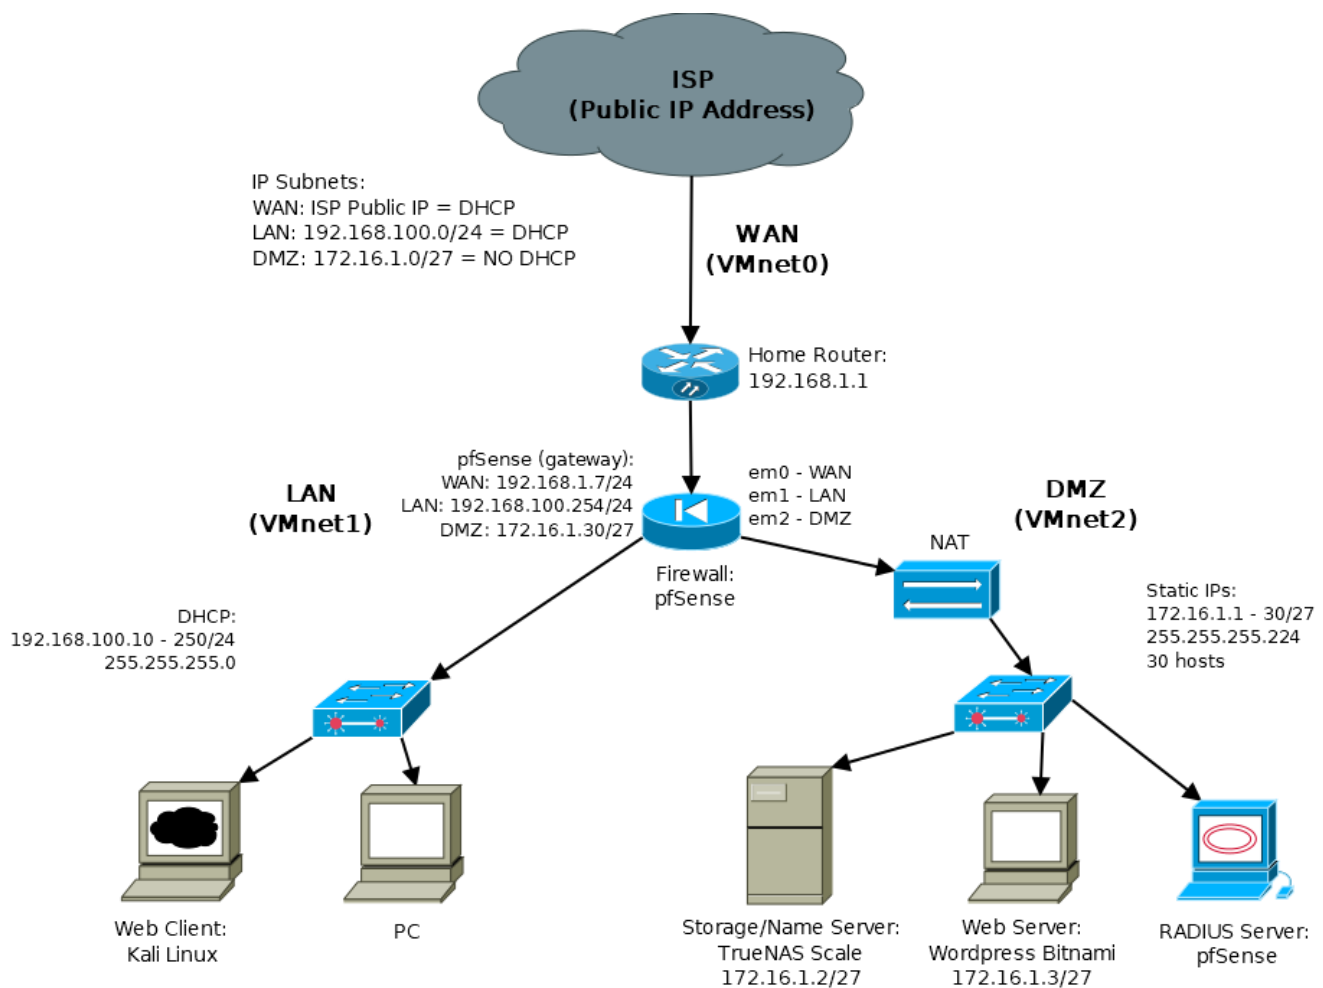 ISP
(Public IP Address)
IP Subnets:
WAN: ISP Public IP = DHCP
LAN: 192.168.100.0/24 = DHCP
DMZ: 172.16.1.0/27 = NO DHCP
WAN
(VMnet0)
Home Router:
192.168.1.1
pfSense (gateway):
WAN: 192.168.1.7/24
LAN: 192.168.100.254/24
DMZ: 172.16.1.30/27
em0 - WAN
em1 - LAN
em2 - DMZ
LAN
(VMnet1)
DMZ
(VMnet2)
NAT
Firewall:
pfSense
Static IPs:
172.16.1.1 - 30/27
255.255.255.224
30 hosts
DHCP:
192.168.100.10 - 250/24
255.255.255.0
Web Client:
Kali Linux
PC
Storage/Name Server:
TrueNAS Scale
172.16.1.2/27
Web Server:
Wordpress Bitnami
172.16.1.3/27
RADIUS Server:
pfSense